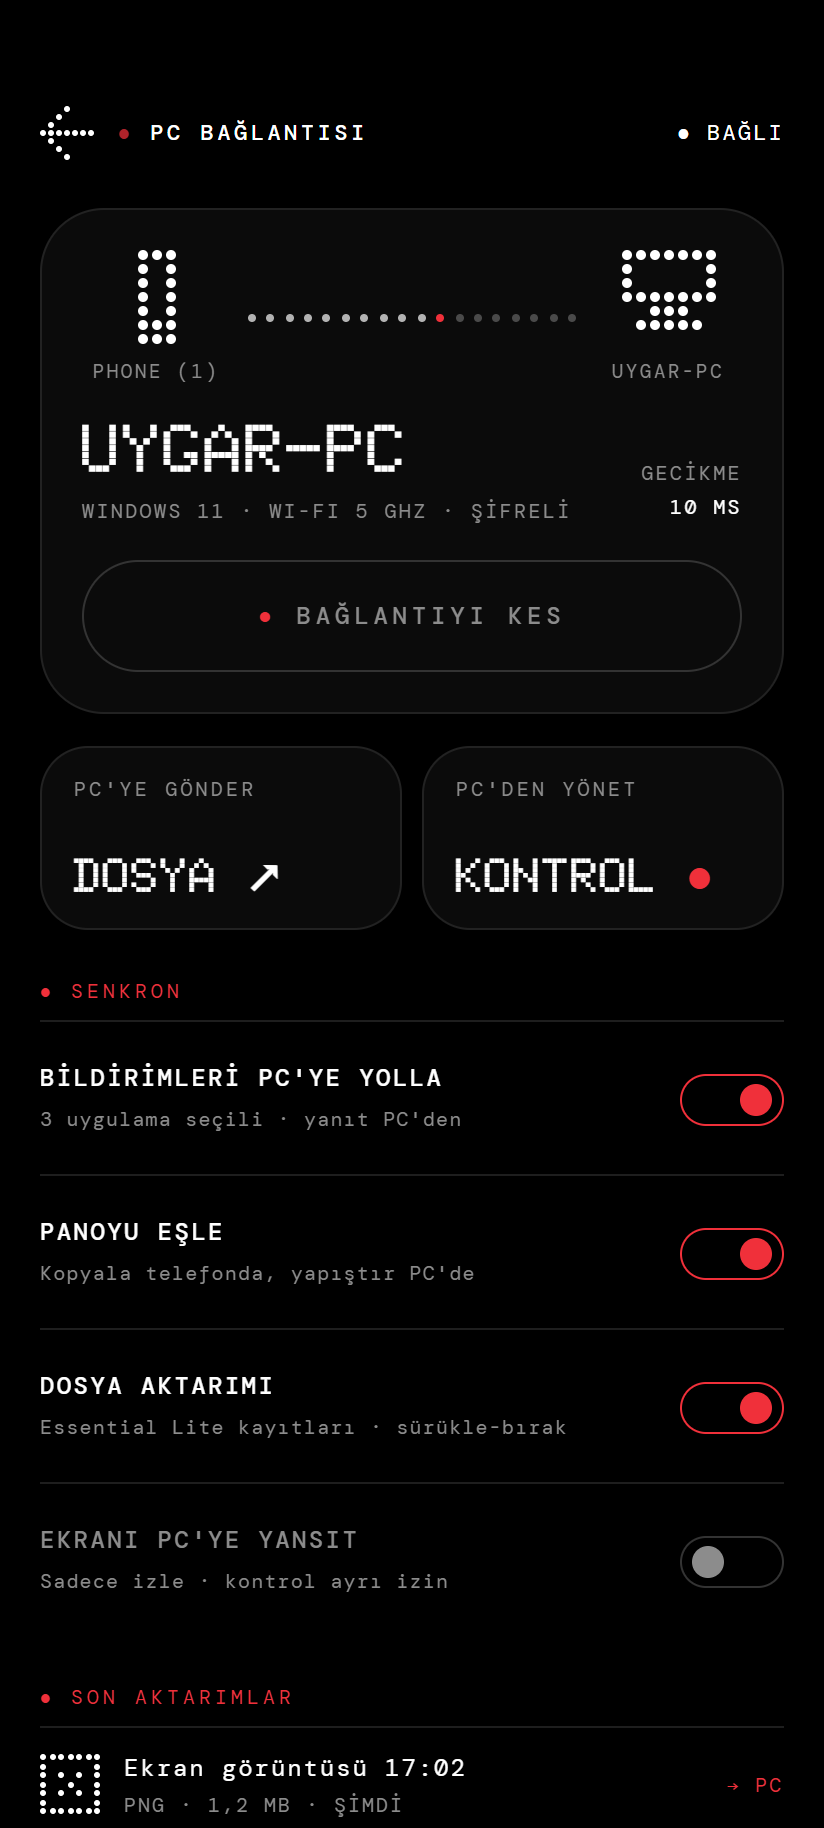 PC BAĞLANTISI
BAĞLI
PHONE (1)
UYGAR-PC
UYGAR-PC
WINDOWS 11 · WI-FI 5 GHZ · ŞİFRELİ
GECİKME
10 MS
BAĞLANTIYI KES
PC'YE GÖNDER
DOSYA ↗
PC'DEN YÖNET
KONTROL
SENKRON
BİLDİRİMLERİ PC'YE YOLLA
3 uygulama seçili · yanıt PC'den
PANOYU EŞLE
Kopyala telefonda, yapıştır PC'de
DOSYA AKTARIMI
Essential Lite kayıtları · sürükle-bırak
EKRANI PC'YE YANSIT
Sadece izle · kontrol ayrı izin
SON AKTARIMLAR
Ekran görüntüsü 17:02
PNG · 1,2 MB · ŞİMDİ
→ PC